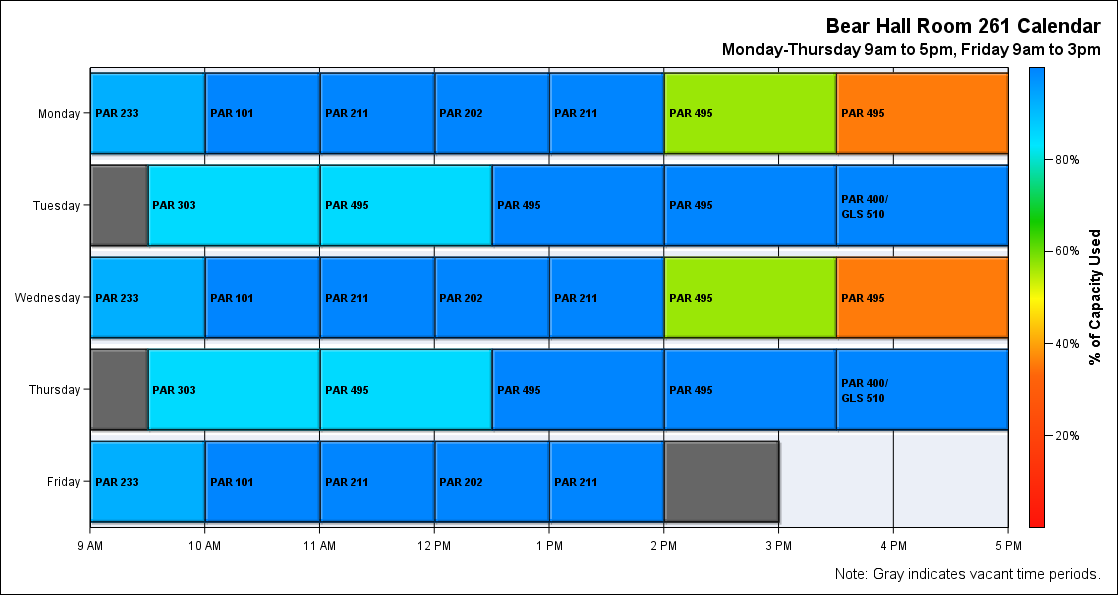 Bear Hall Room 261 Calendar
Monday-Thursday 9am to 5pm, Friday 9am to 3pm
Monday
PAR 233
PAR 101
PAR 211
PAR 202
PAR 211
PAR 495
PAR 495
Tuesday
PAR 303
PAR 495
PAR 495
PAR 495
PAR 400/
GLS 510
Wednesday
PAR 233
PAR 101
PAR 211
PAR 202
PAR 211
PAR 495
PAR 495
Thursday
PAR 303
PAR 495
PAR 495
PAR 495
PAR 400/
GLS 510
Friday
PAR 233
PAR 101
PAR 211
PAR 202
PAR 211
9 AM
10 AM
11 AM
12 PM
1 PM
2 PM
3 PM
4 PM
5 PM
80%
60%
40%
20%
% of Capacity Used
Note: Gray indicates vacant time periods.